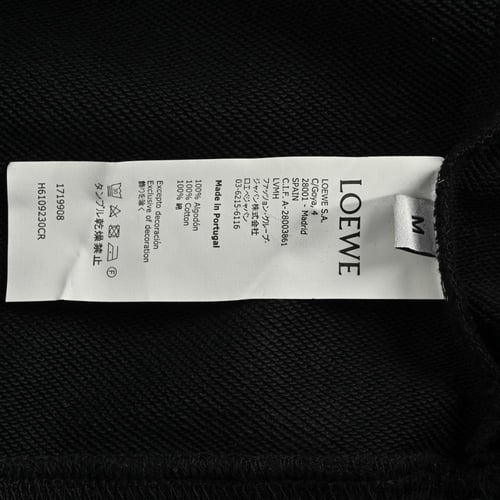 M
LOEWE
LOEWE S.A.
C/Goya, 4
28001 - Madrid
SPAIN
C.I.F. A-28003861
LVMH
ファッション・グループ・
ジャパン株式会社
ロエベジャパン
03-6215-6116
Made in Portugal
100% Algodón
100% Cotton
100% 綿
Excepto decoración
Exclusive of decoration
飾りを除く
タンブル乾燥禁止
1719908
H6109230CR